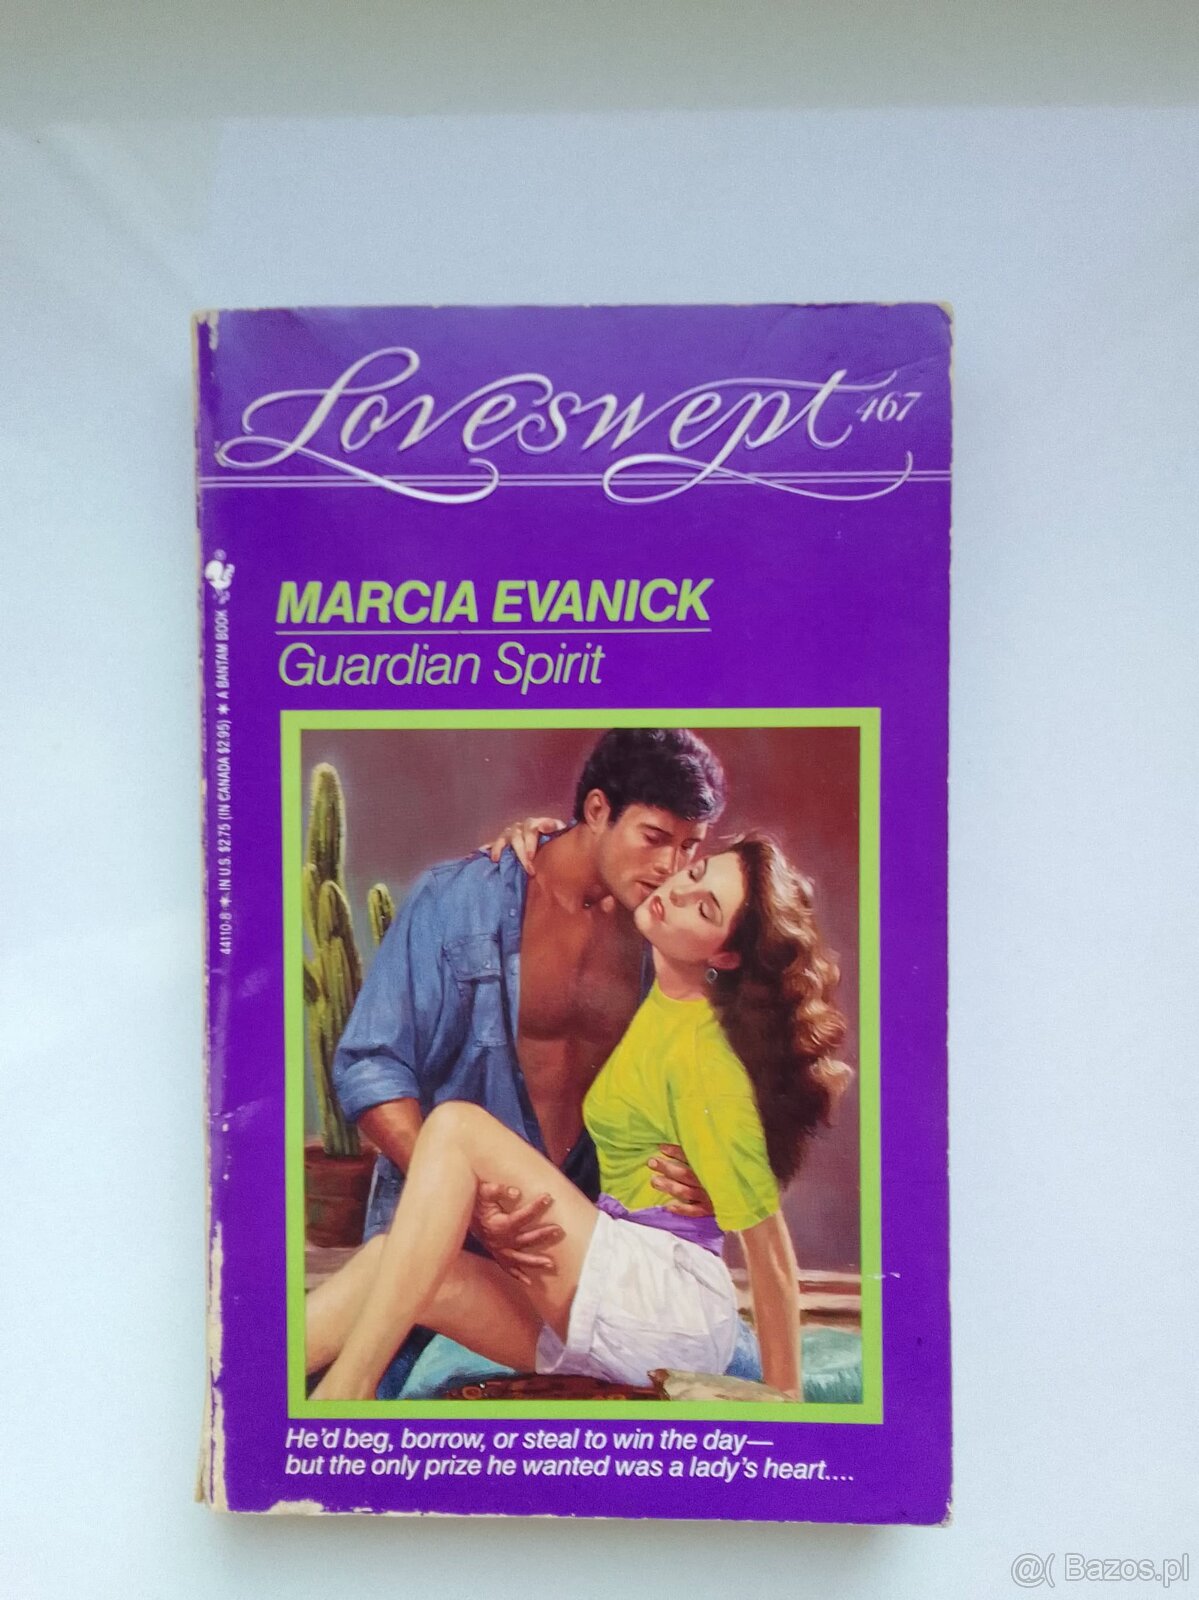 Loveswept 467
MARCIA EVANICK
Guardian Spirit
44110-8 ★ IN U.S. $2.75 (IN CANADA $2.95) ★ A BANTAM BOOK
He'd beg, borrow, or steal to win the day—
but the only prize he wanted was a lady's heart....
@( Bazos.pl